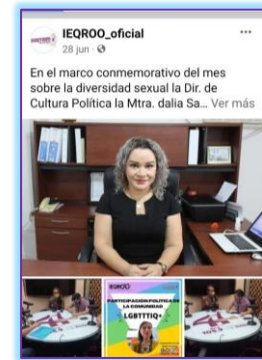 IEQROO_oficial
28 jun ·
En el marco conmemorativo del mes
sobre la diversidad sexual la Dir. de
Cultura Política la Mtra. dalia Sa... Ver más
IEQROO
PARTICIPACIÓN POLÍTICA DE
LA COMUNIDAD
LGBTTTIQ+